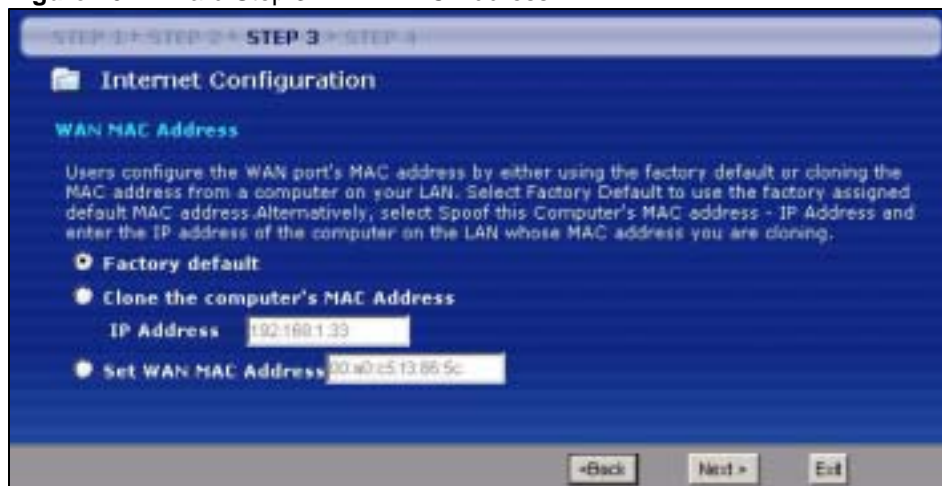 STEP 1 • STEP 2 • STEP 3 • STEP 4
Internet Configuration
WAN MAC Address
Users configure the WAN port's MAC address by either using the factory default or cloning the
MAC address from a computer on your LAN. Select Factory Default to use the factory assigned
default MAC address.Alternatively, select Spoof this Computer's MAC address - IP Address and
enter the IP address of the computer on the LAN whose MAC address you are cloning.
Factory default
Clone the computer's MAC Address
IP Address 192.168.1.33
Set WAN MAC Address 00:a0:c5:13:86:5c
<Back Next > Exit